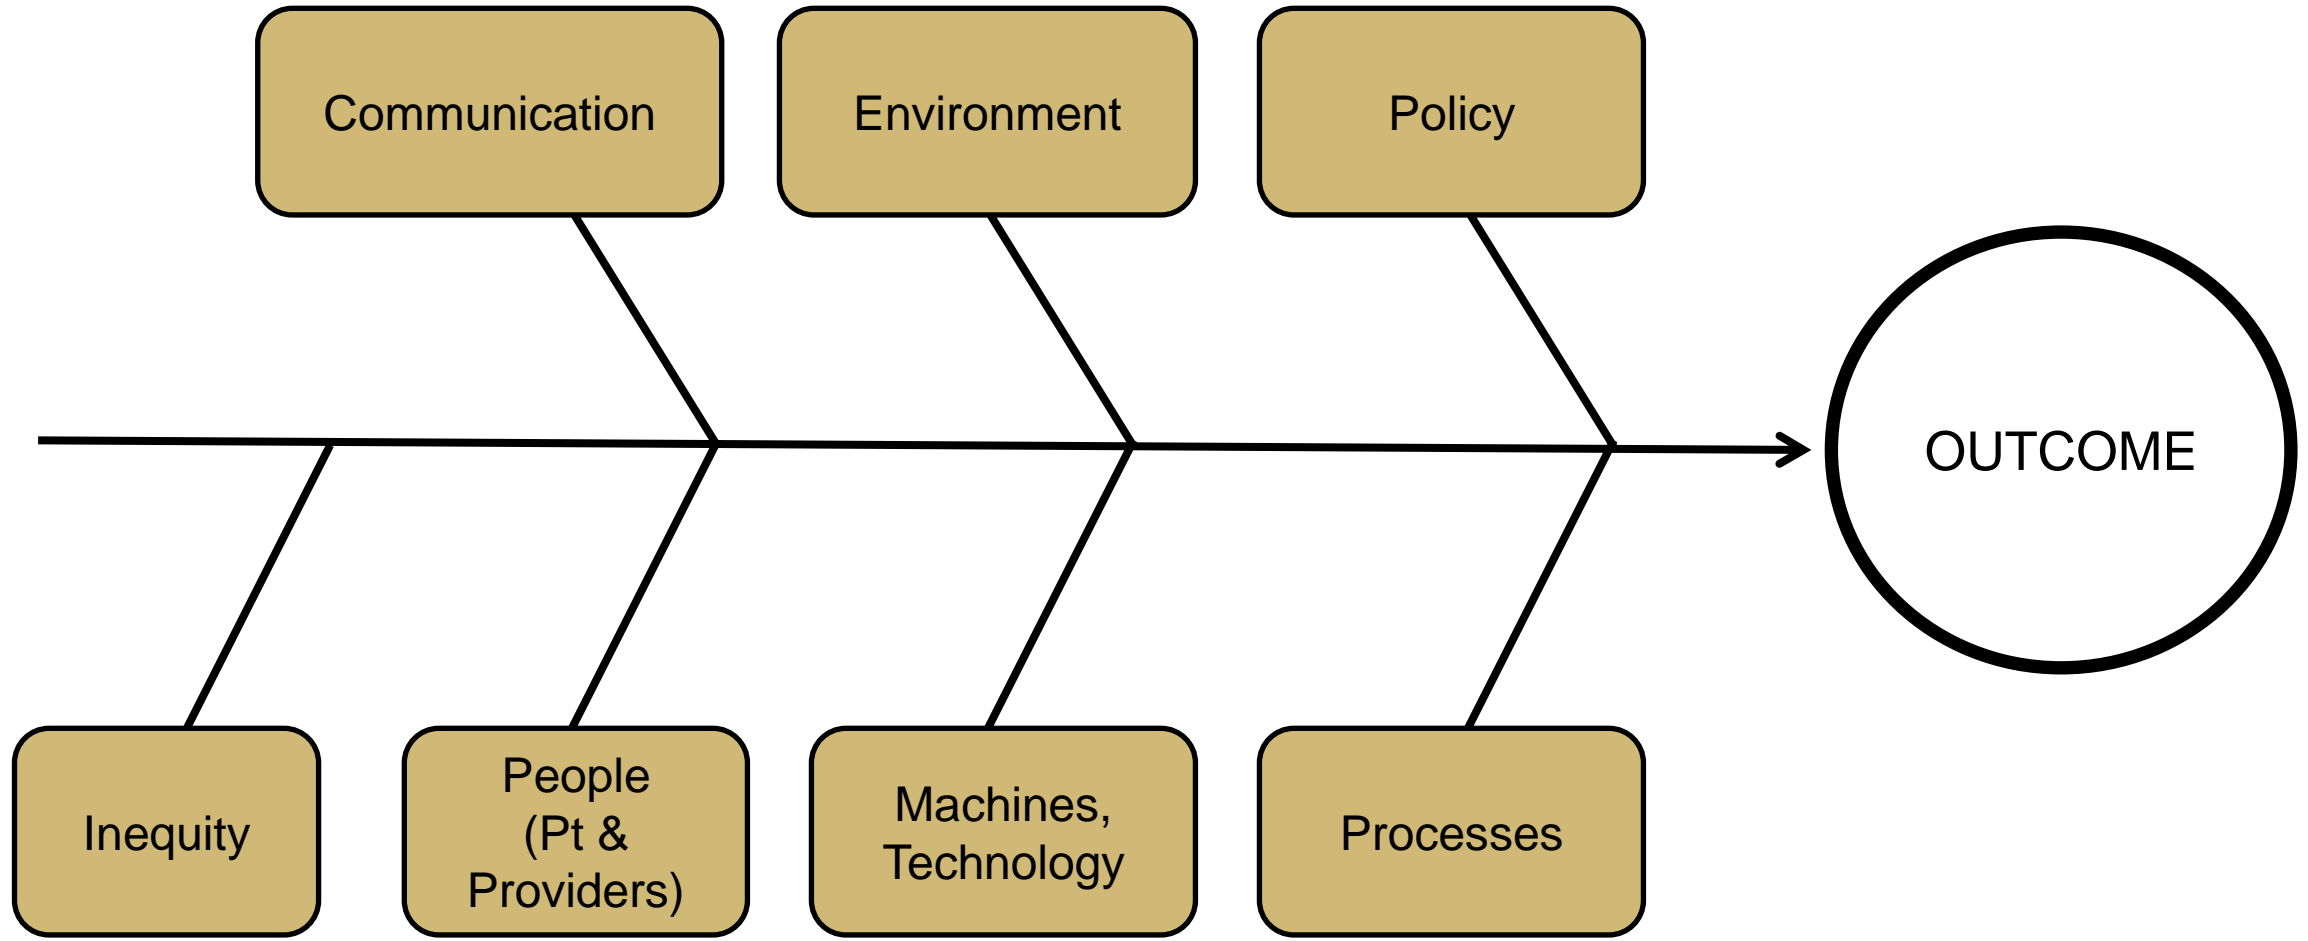 Communication
Environment
Policy
OUTCOME
Inequity
People
(Pt &
Providers)
Machines,
Technology
Processes